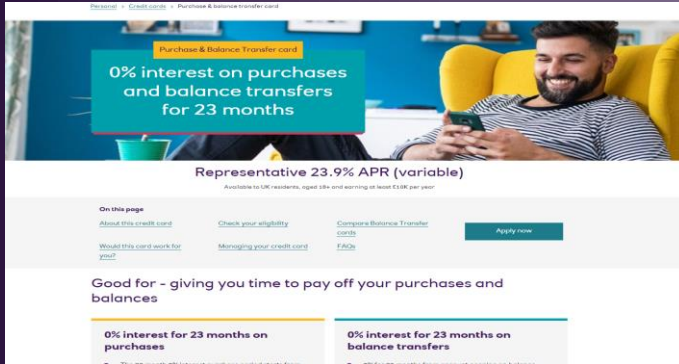 Personal > Credit cards > Purchase & balance transfer card
Purchase & Balance Transfer card
0% interest on purchases
and balance transfers
for 23 months
Representative 23.9% APR (variable)
Available to UK residents, aged 18+ and earning at least £10K per year
On this page
About this credit card
Check your eligibility
Compare Balance Transfer
cards
Apply now
Would this card work for
you?
Managing your credit card
FAQs
Good for - giving you time to pay off your purchases and
balances
0% interest for 23 months on
purchases
0% interest for 23 months on
balance transfers